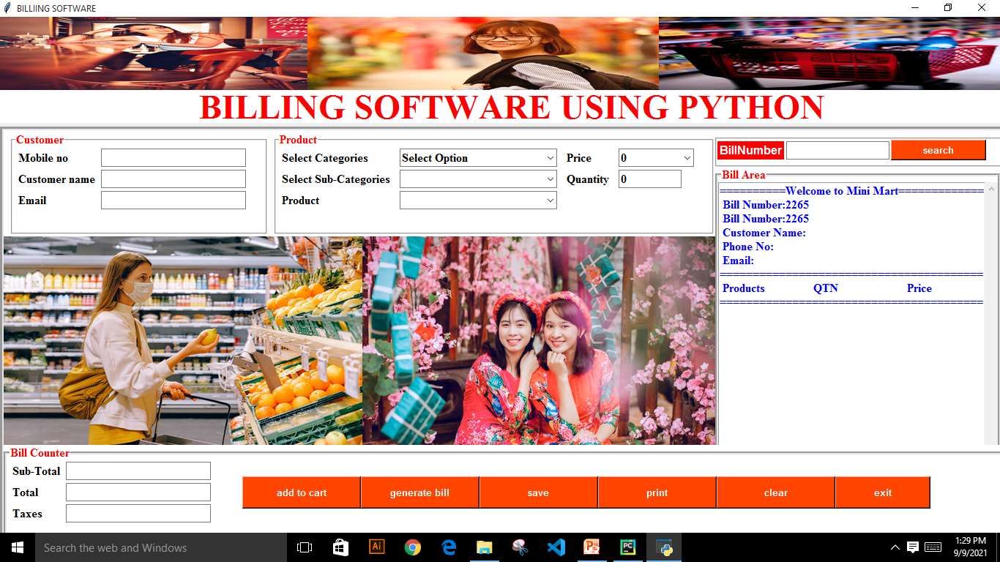 BILLIING SOFTWARE
BILLING SOFTWARE USING PYTHON
Customer
Mobile no
Customer name
Email
Product
Select Categories
Select Option
Price
0
Select Sub-Categories
Quantity
0
Product
BillNumber
search
Bill Area
==========Welcome to Mini Mart=============
Bill Number:2265
Bill Number:2265
Customer Name:
Phone No:
Email:
========================================
Products QTN Price
========================================
Bill Counter
Sub-Total
Total
Taxes
add to cart
generate bill
save
print
clear
exit
Search the web and Windows
Ai
PC
1:29 PM
9/9/2021